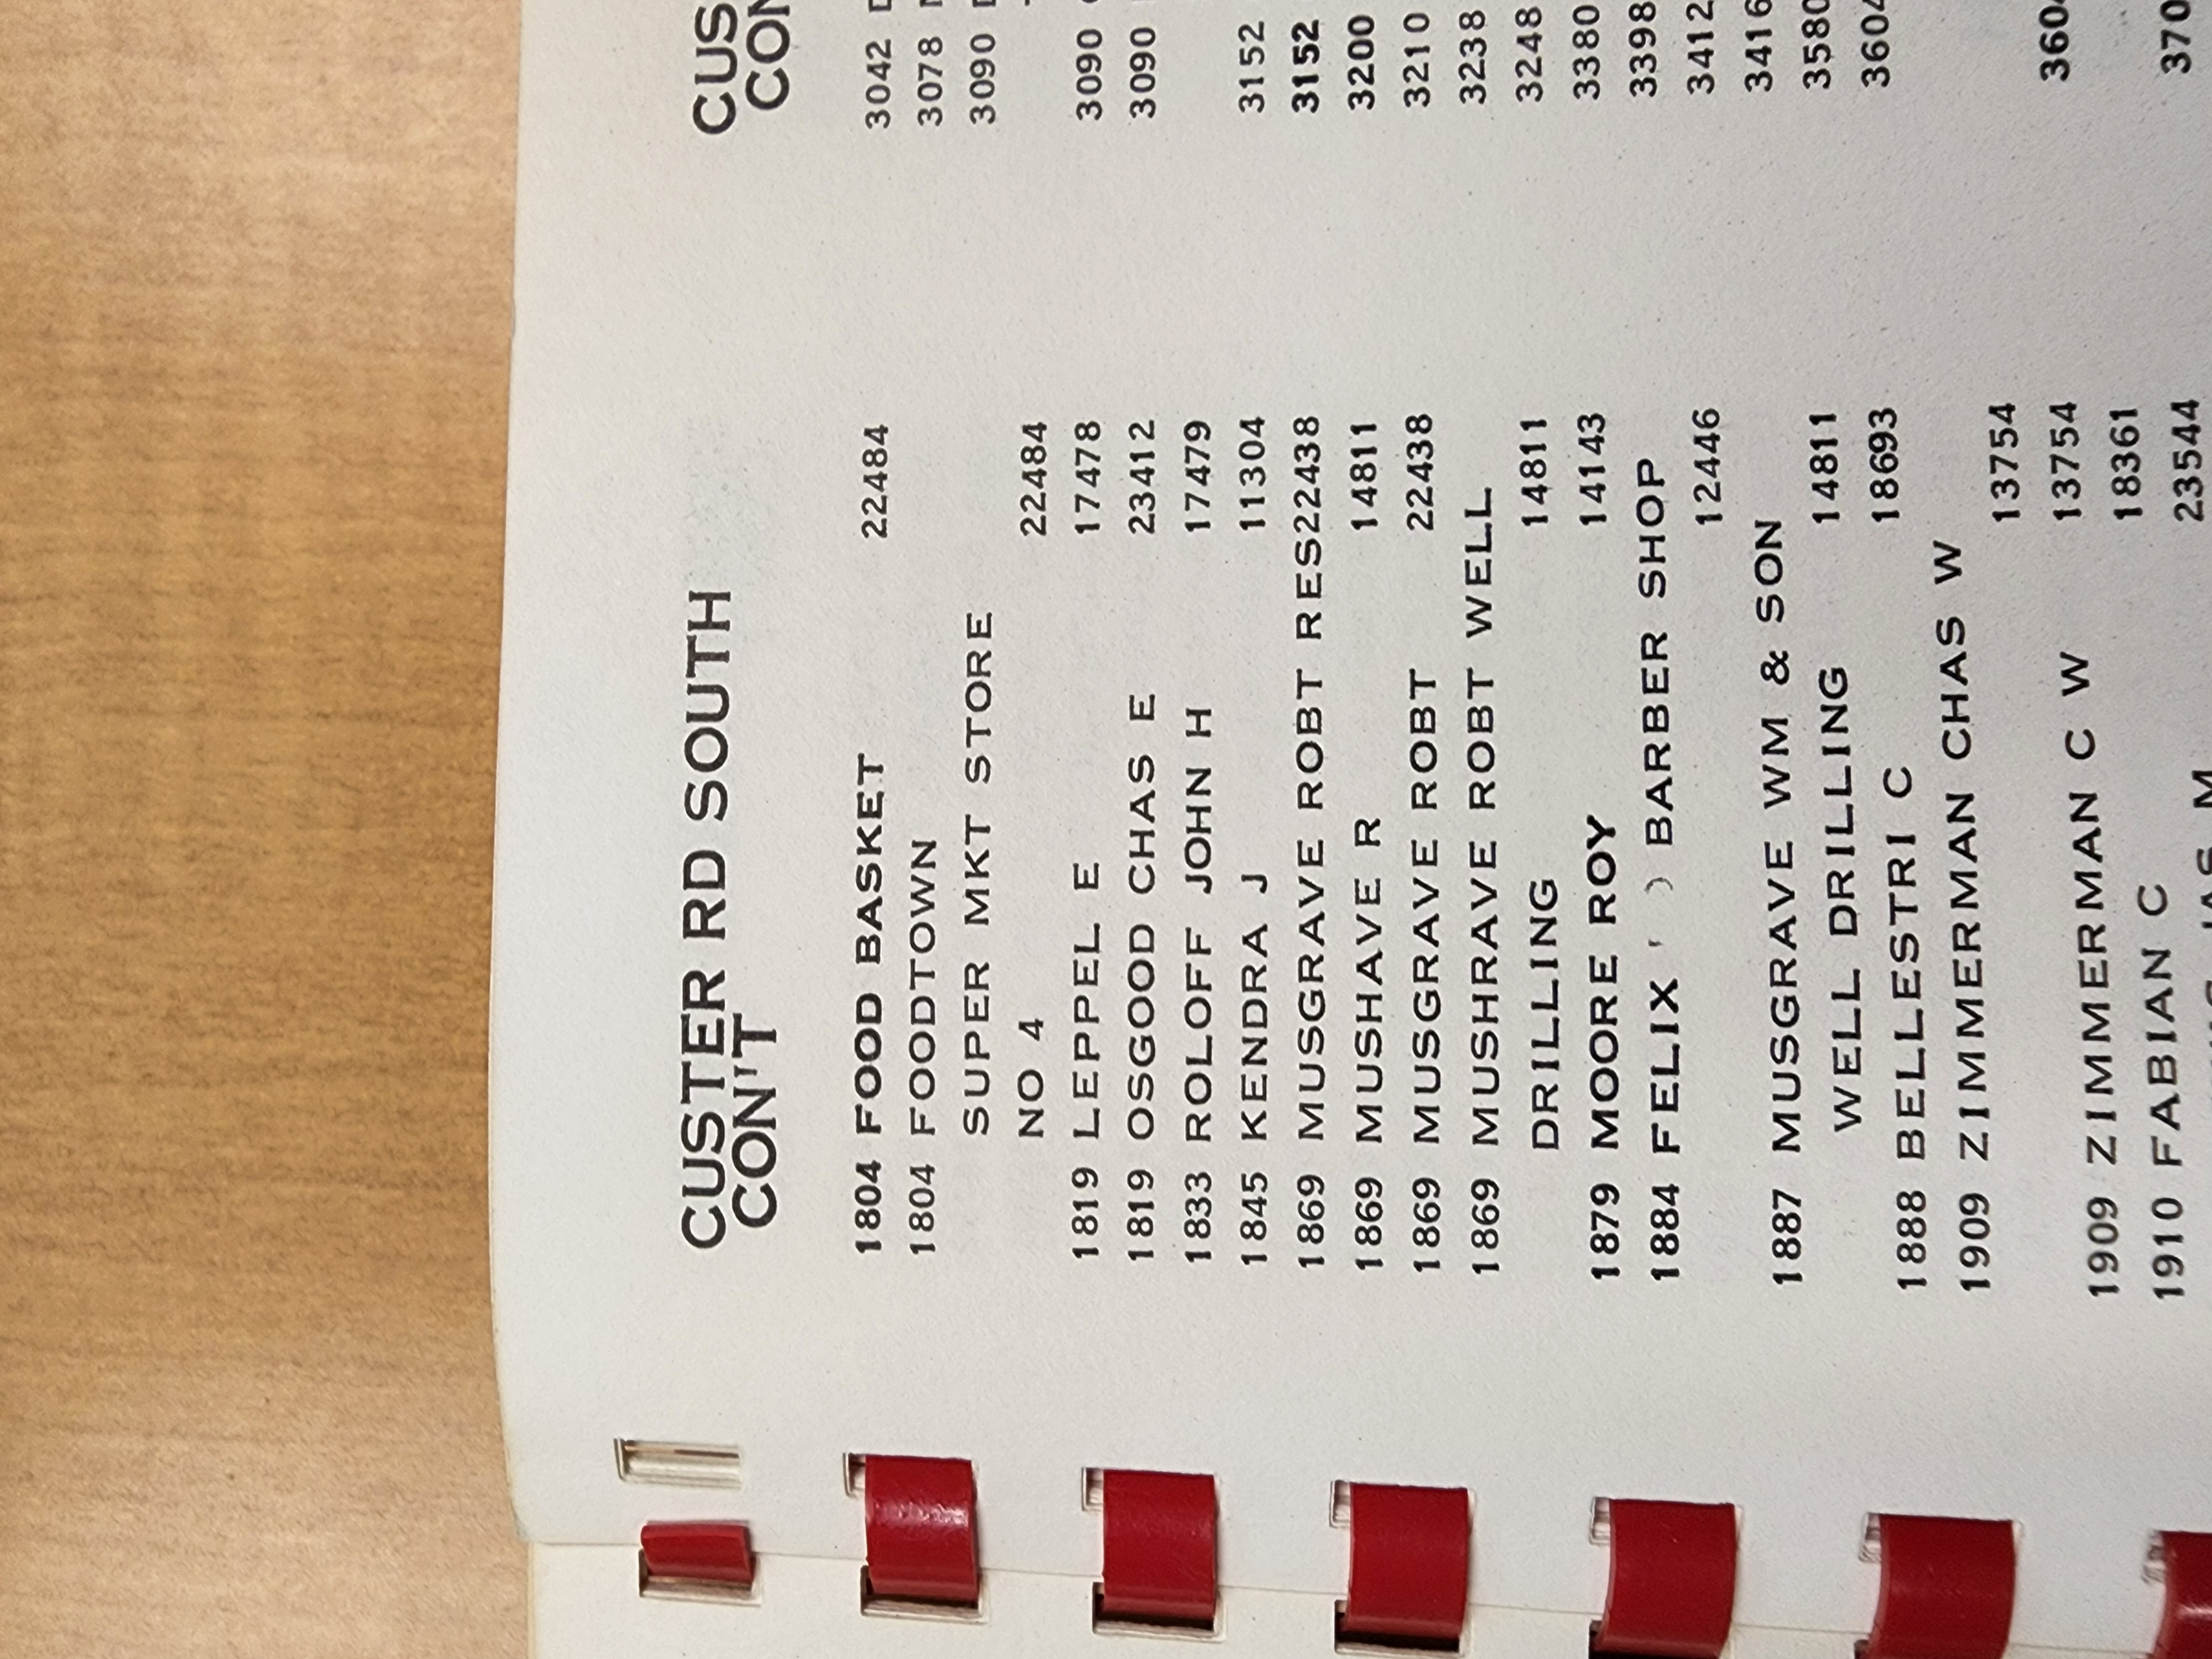 CUSTER RD SOUTH
CON'T
1804 FOOD BASKET 22484
1804 FOODTOWN
SUPER MKT STORE
NO 4 22484
1819 LEPPEL E 17478
1819 OSGOOD CHAS E 23412
1833 ROLOFF JOHN H 17479
1845 KENDRA J 11304
1869 MUSGRAVE ROBT RES22438
1869 MUSHAVE R 14811
1869 MUSGRAVE ROBT 22438
1869 MUSHRAVE ROBT WELL
DRILLING 14811
1879 MOORE ROY 14143
1884 FELIX ' ) BARBER SHOP
12446
1887 MUSGRAVE WM & SON
WELL DRILLING 14811
1888 BELLESTRI C 18693
1909 ZIMMERMAN CHAS W
13754
1909 ZIMMERMAN C W 13754
1910 FABIAN C 18361
23544
CUS
CON
3042
3078
3090
3090
3090
3152
3152
3200
3210
3238
3248
3380
3398
3412
3416
3580
3604
360
370